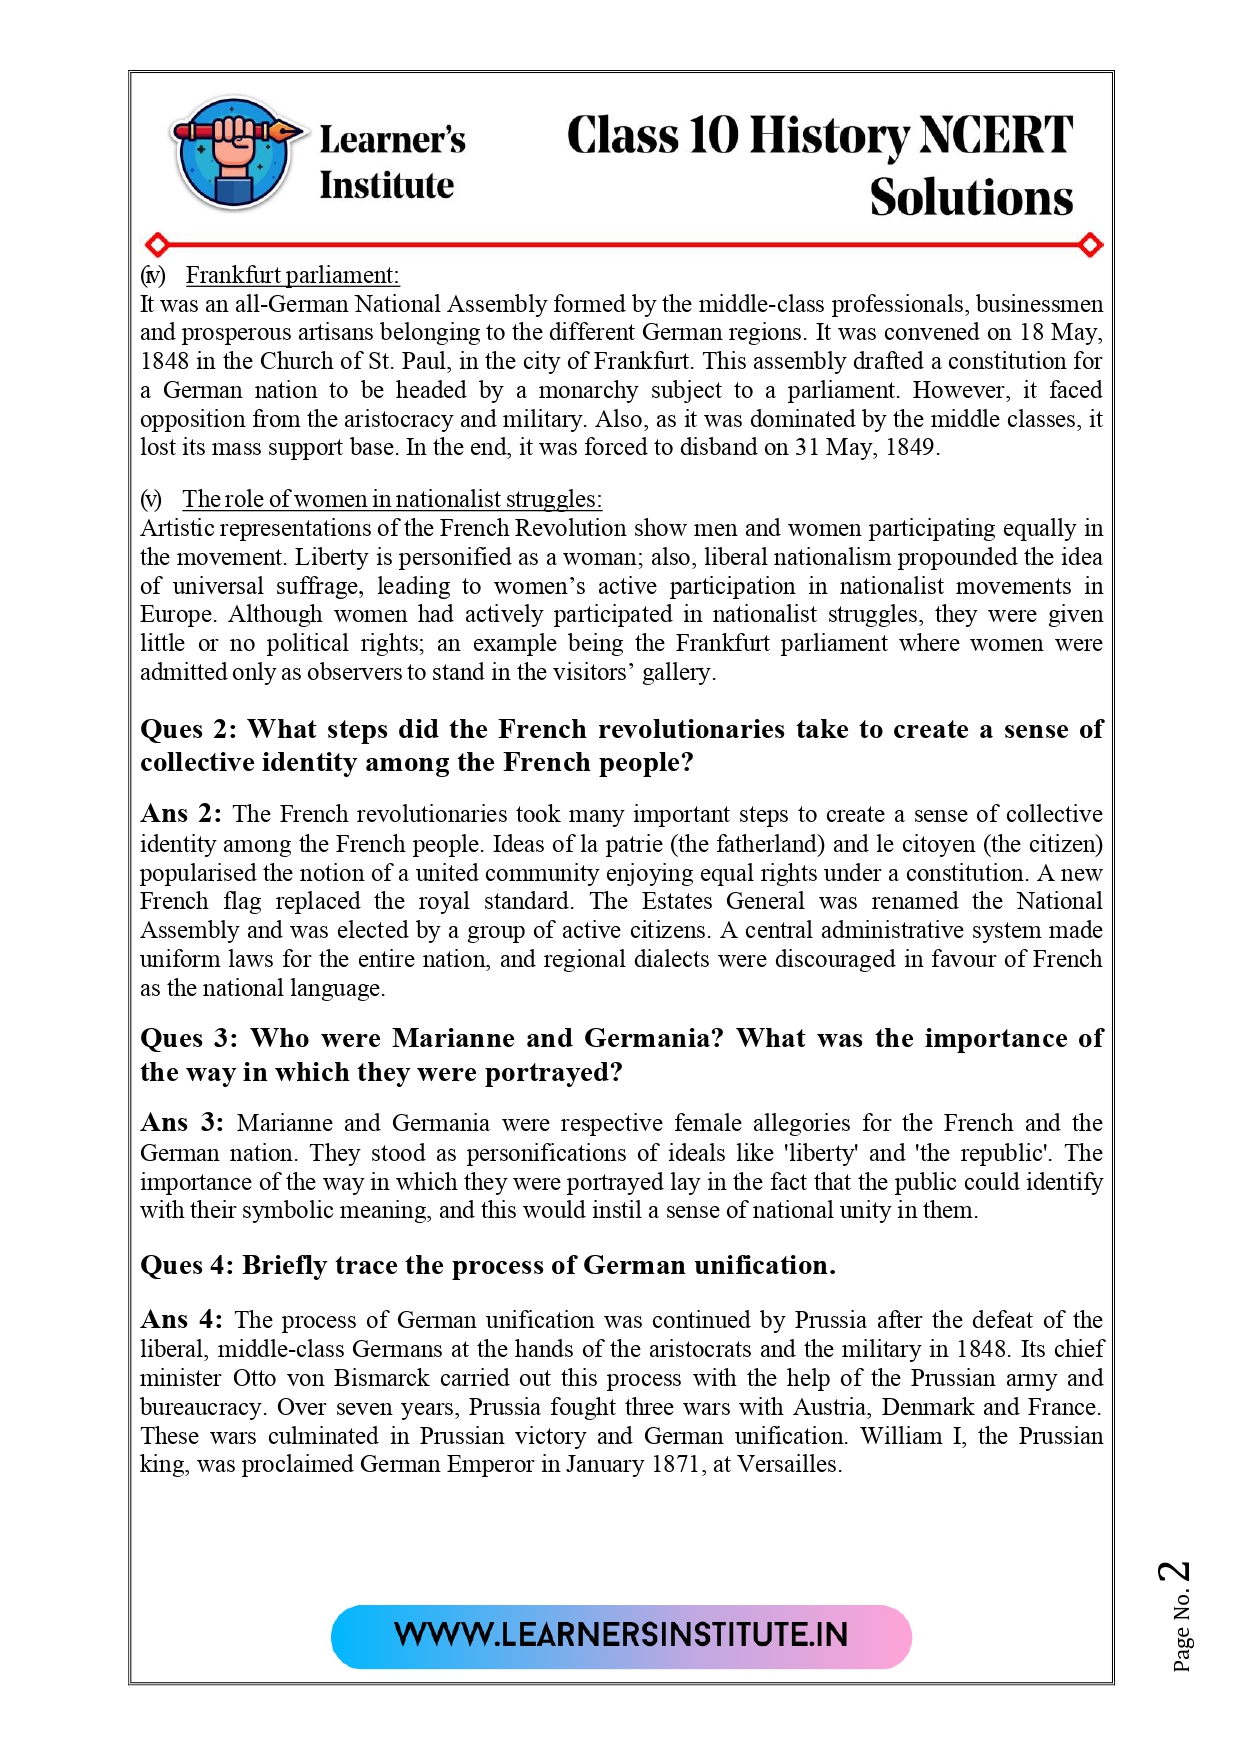 Learner's
Institute
Class 10 History NCERT
Solutions
(iv) Frankfurt parliament:
It was an all-German National Assembly formed by the middle-class professionals, businessmen
and prosperous artisans belonging to the different German regions. It was convened on 18 May,
1848 in the Church of St. Paul, in the city of Frankfurt. This assembly drafted a constitution for
a German nation to be headed by a monarchy subject to a parliament. However, it faced
opposition from the aristocracy and military. Also, as it was dominated by the middle classes, it
lost its mass support base. In the end, it was forced to disband on 31 May, 1849.
(v) The role of women in nationalist struggles:
Artistic representations of the French Revolution show men and women participating equally in
the movement. Liberty is personified as a woman; also, liberal nationalism propounded the idea
of universal suffrage, leading to women’s active participation in nationalist movements in
Europe. Although women had actively participated in nationalist struggles, they were given
little or no political rights; an example being the Frankfurt parliament where women were
admitted only as observers to stand in the visitors’ gallery.
Ques 2: What steps did the French revolutionaries take to create a sense of
collective identity among the French people?
Ans 2: The French revolutionaries took many important steps to create a sense of collective
identity among the French people. Ideas of la patrie (the fatherland) and le citoyen (the citizen)
popularised the notion of a united community enjoying equal rights under a constitution. A new
French flag replaced the royal standard. The Estates General was renamed the National
Assembly and was elected by a group of active citizens. A central administrative system made
uniform laws for the entire nation, and regional dialects were discouraged in favour of French
as the national language.
Ques 3: Who were Marianne and Germania? What was the importance of
the way in which they were portrayed?
Ans 3: Marianne and Germania were respective female allegories for the French and the
German nation. They stood as personifications of ideals like 'liberty' and 'the republic'. The
importance of the way in which they were portrayed lay in the fact that the public could identify
with their symbolic meaning, and this would instil a sense of national unity in them.
Ques 4: Briefly trace the process of German unification.
Ans 4: The process of German unification was continued by Prussia after the defeat of the
liberal, middle-class Germans at the hands of the aristocrats and the military in 1848. Its chief
minister Otto von Bismarck carried out this process with the help of the Prussian army and
bureaucracy. Over seven years, Prussia fought three wars with Austria, Denmark and France.
These wars culminated in Prussian victory and German unification. William I, the Prussian
king, was proclaimed German Emperor in January 1871, at Versailles.
WWW.LEARNERSINSTITUTE.IN
Page No. 2